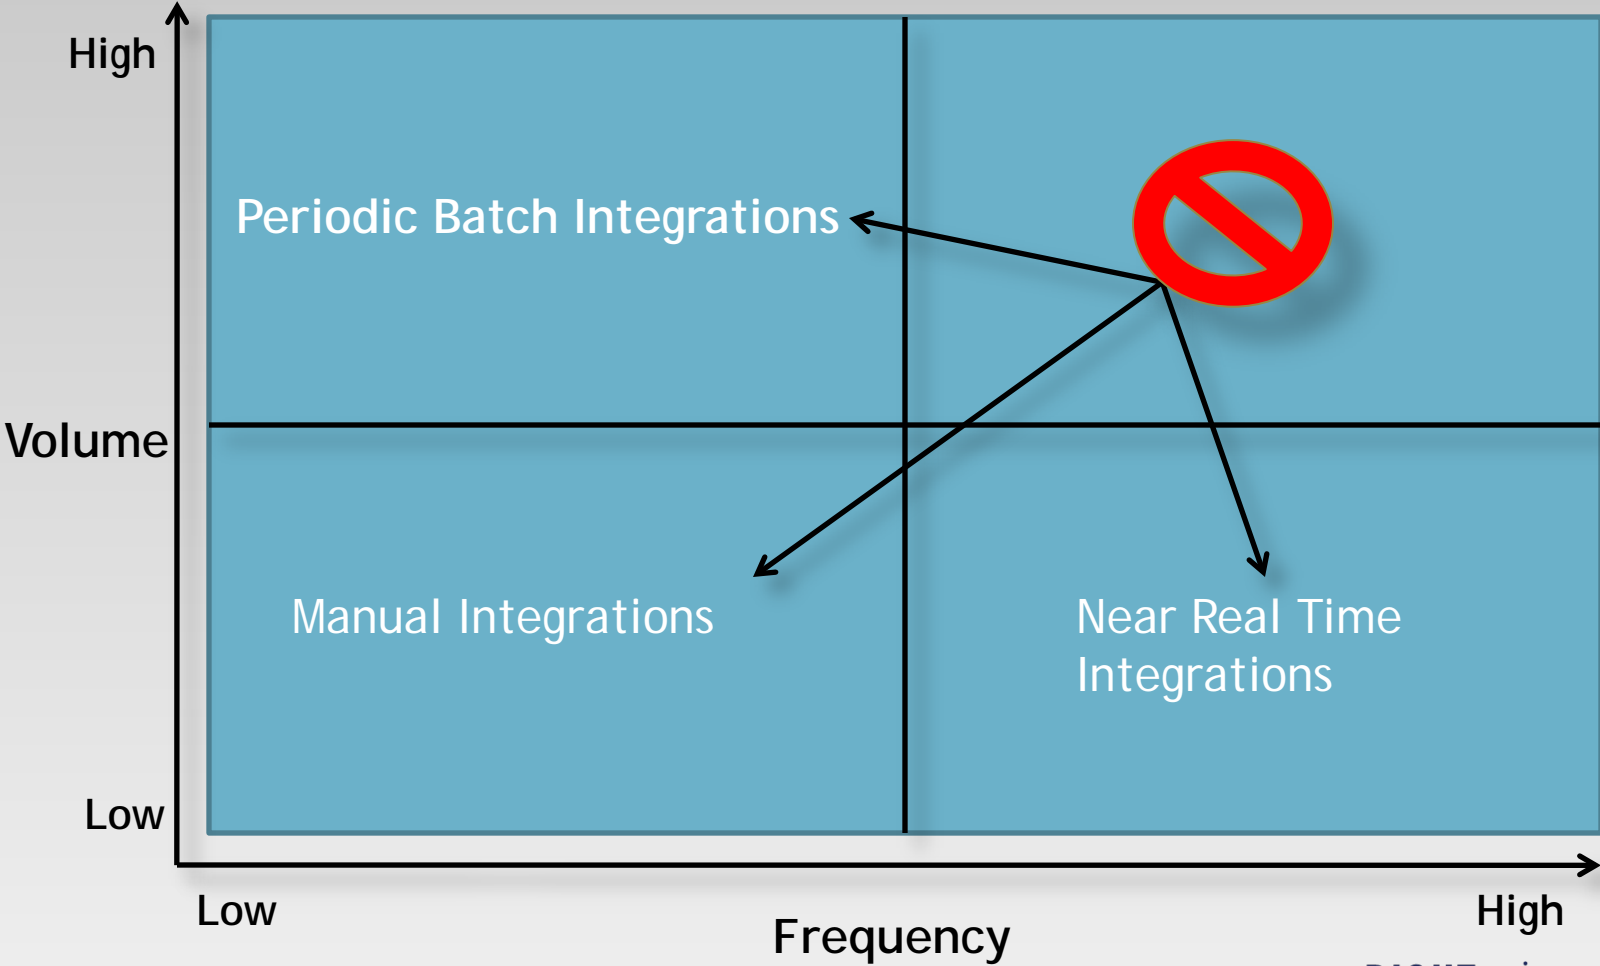 High
Periodic Batch Integrations
Volume
Manual Integrations
Near Real Time
Integrations
Low
Low
High
Frequency